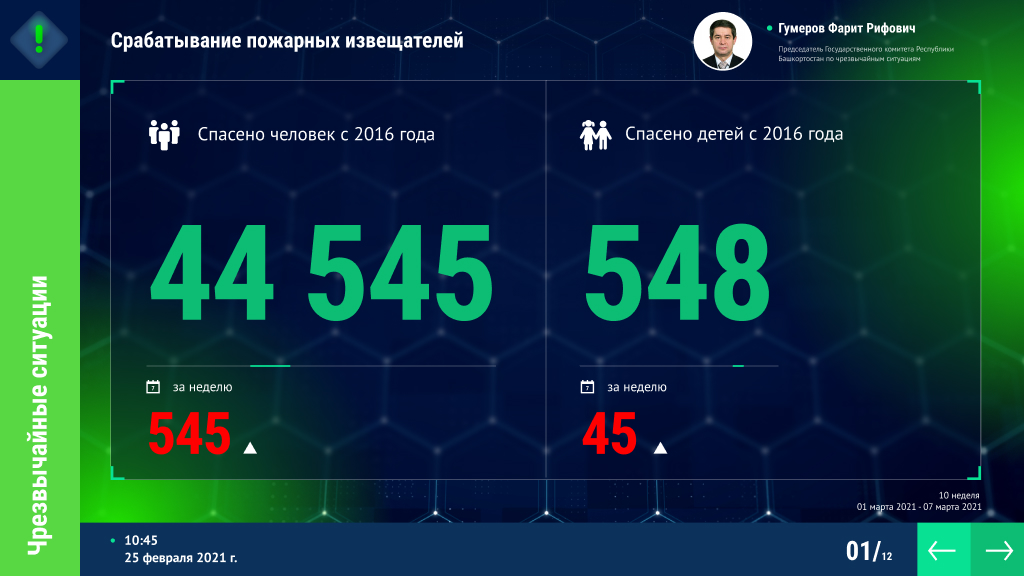 Срабатывание пожарных извещателей
Гумеров Фарит Рифович
Председатель Государственного комитета Республики
Башкортостан по чрезвычайным ситуациям
Спасено человек с 2016 года
Спасено детей с 2016 года
44 545
548
7 за неделю
7 за неделю
545
45
Чрезвычайные ситуации
10 неделя
01 марта 2021 - 07 марта 2021
10:45
25 февраля 2021 г.
01/12